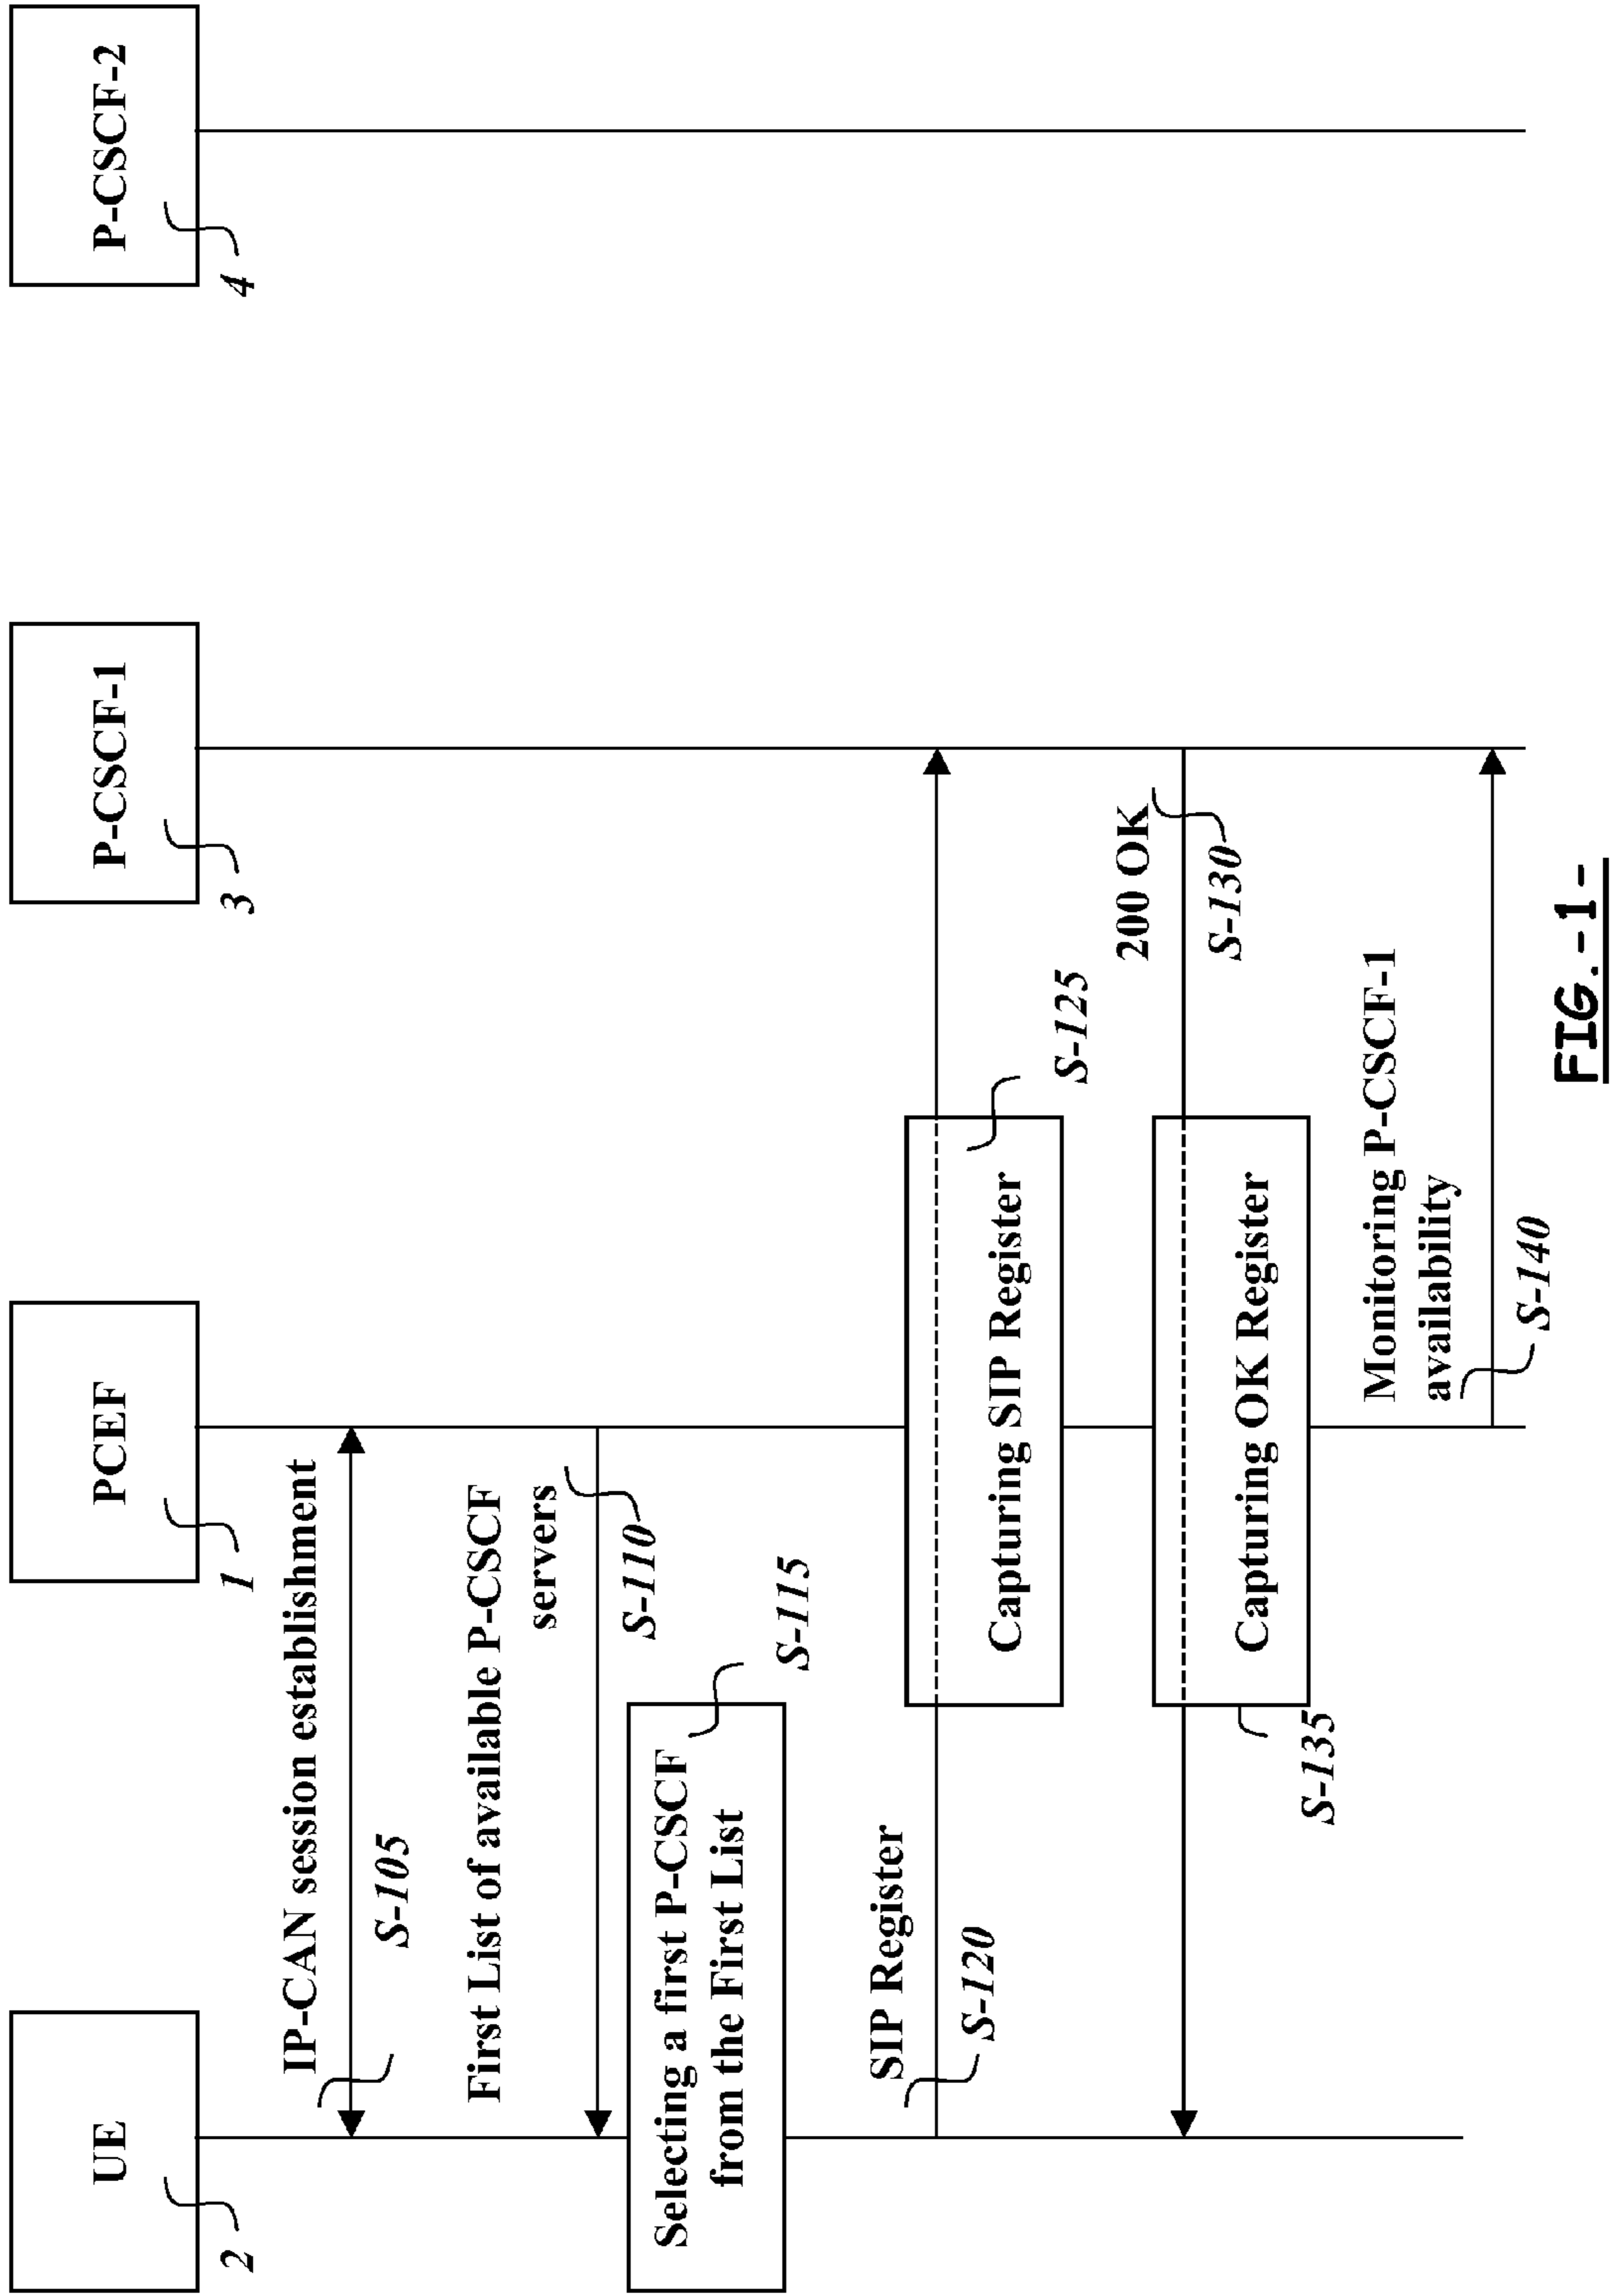 UE
PCEF
P-CSCF-1
P-CSCF-2
2
1
3
4
IP-CAN session establishment
S-105
First List of available P-CSCF
servers
S-110
Selecting a first P-CSCF
from the First List
S-115
SIP Register
S-120
Capturing SIP Register
S-125
200 OK
S-130
Capturing OK Register
S-135
Monitoring P-CSCF-1
availability
S-140
FIG.-1-